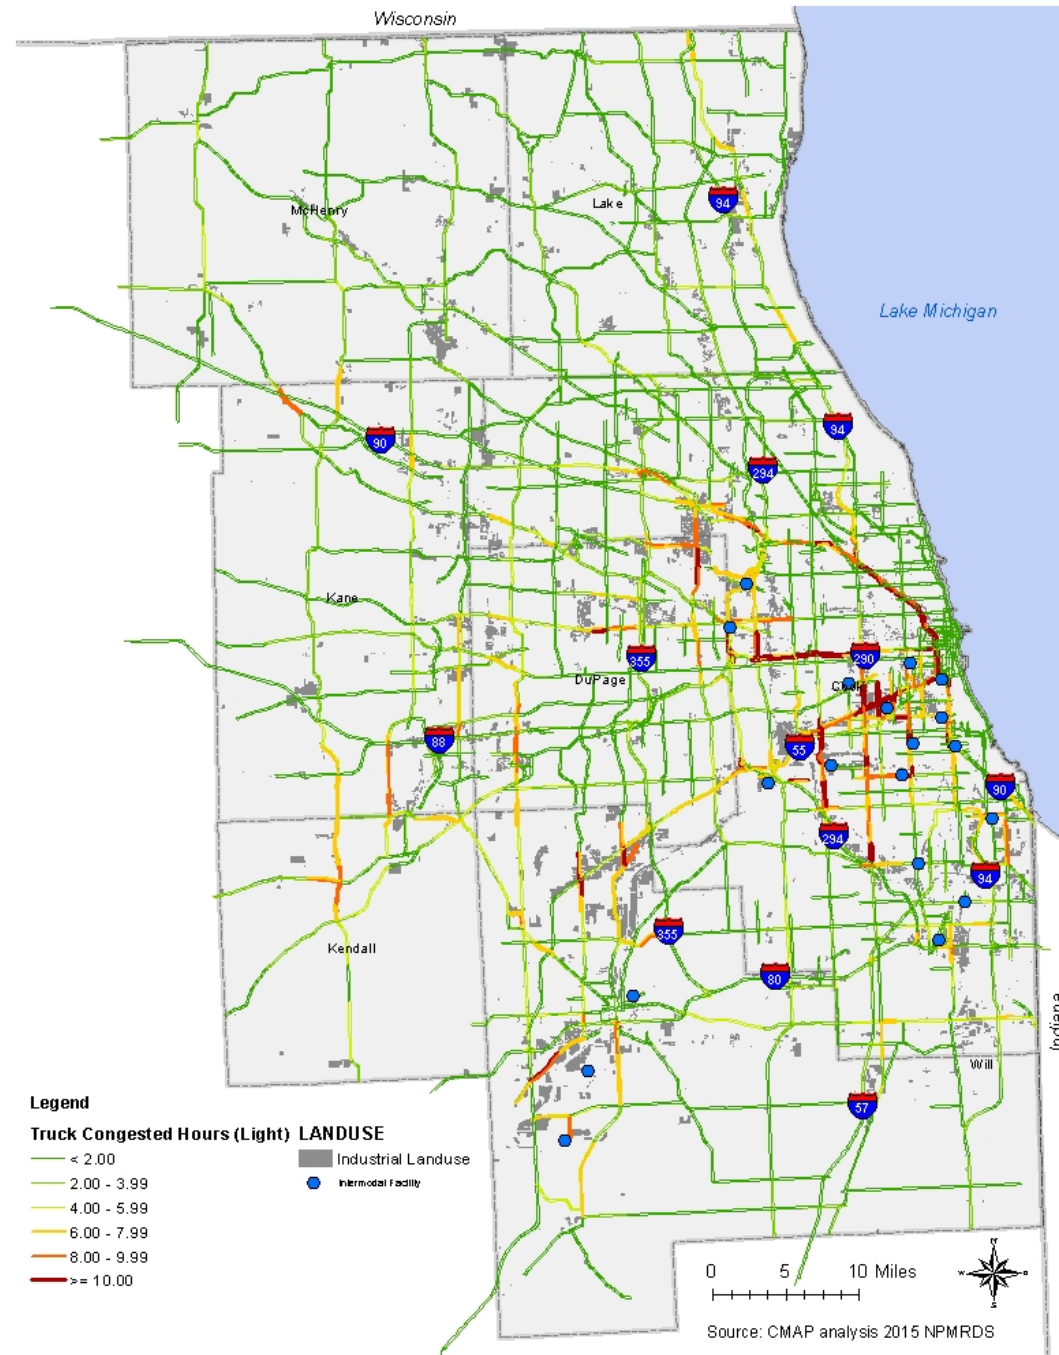 Wisconsin
McHenry
Lake
94
Lake Michigan
90
94
294
Kane
355
DuPage
290
Cook
88
55
90
294
94
Kendall
355
80
Indiana
Will
57
Legend
Truck Congested Hours (Light) LANDUSE
< 2.00
Industrial Landuse
2.00 - 3.99
Intermodal Facility
4.00 - 5.99
6.00 - 7.99
8.00 - 9.99
>= 10.00
0 5 10 Miles
Source: CMAP analysis 2015 NPMRDS